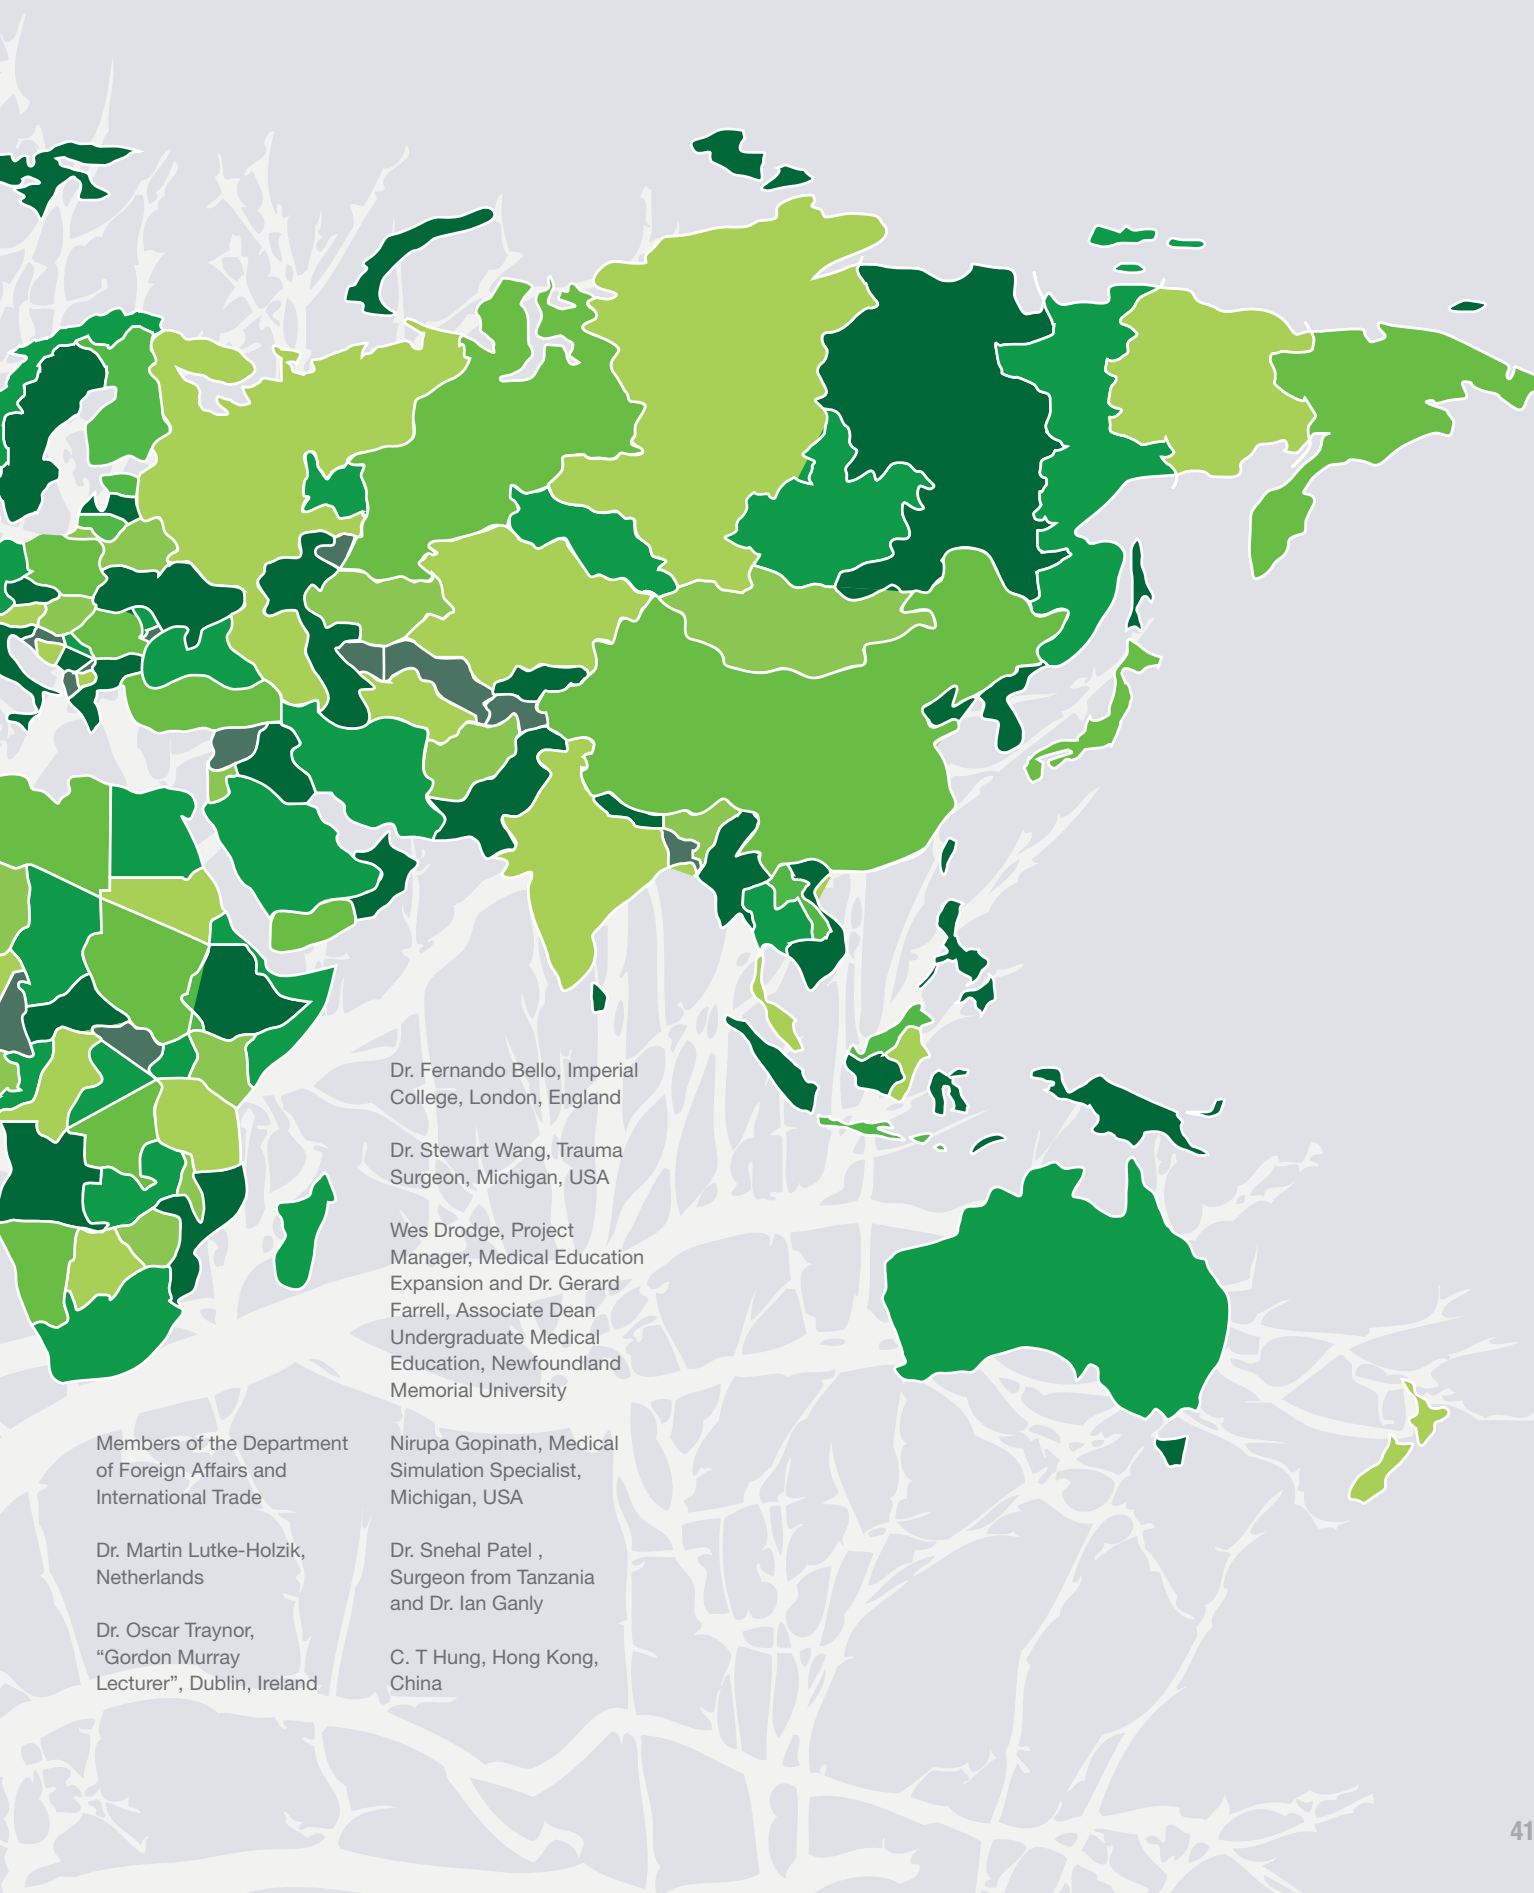 Members of the Department
of Foreign Affairs and
International Trade
Dr. Martin Lutke-Holzik,
Netherlands
Dr. Oscar Traynor,
“Gordon Murray
Lecturer”, Dublin, Ireland
Dr. Fernando Bello, Imperial
College, London, England
Dr. Stewart Wang, Trauma
Surgeon, Michigan, USA
Wes Drodge, Project
Manager, Medical Education
Expansion and Dr. Gerard
Farrell, Associate Dean
Undergraduate Medical
Education, Newfoundland
Memorial University
Nirupa Gopinath, Medical
Simulation Specialist,
Michigan, USA
Dr. Snehal Patel ,
Surgeon from Tanzania
and Dr. Ian Ganly
C. T Hung, Hong Kong,
China
41